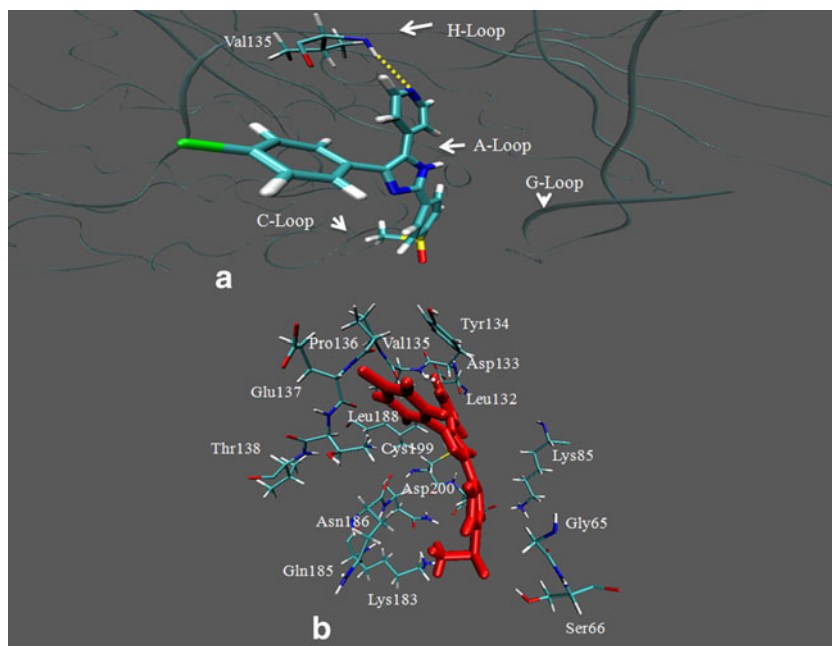 Val135
H-Loop
A-Loop
G-Loop
C-Loop
a
Tyr134
Pro136
Val135
Asp133
Glu137
Leu132
Leu188
Thr138
Cys199
Lys85
Asp200
Asn186
Gly65
Gln185
Lys183
Ser66
b